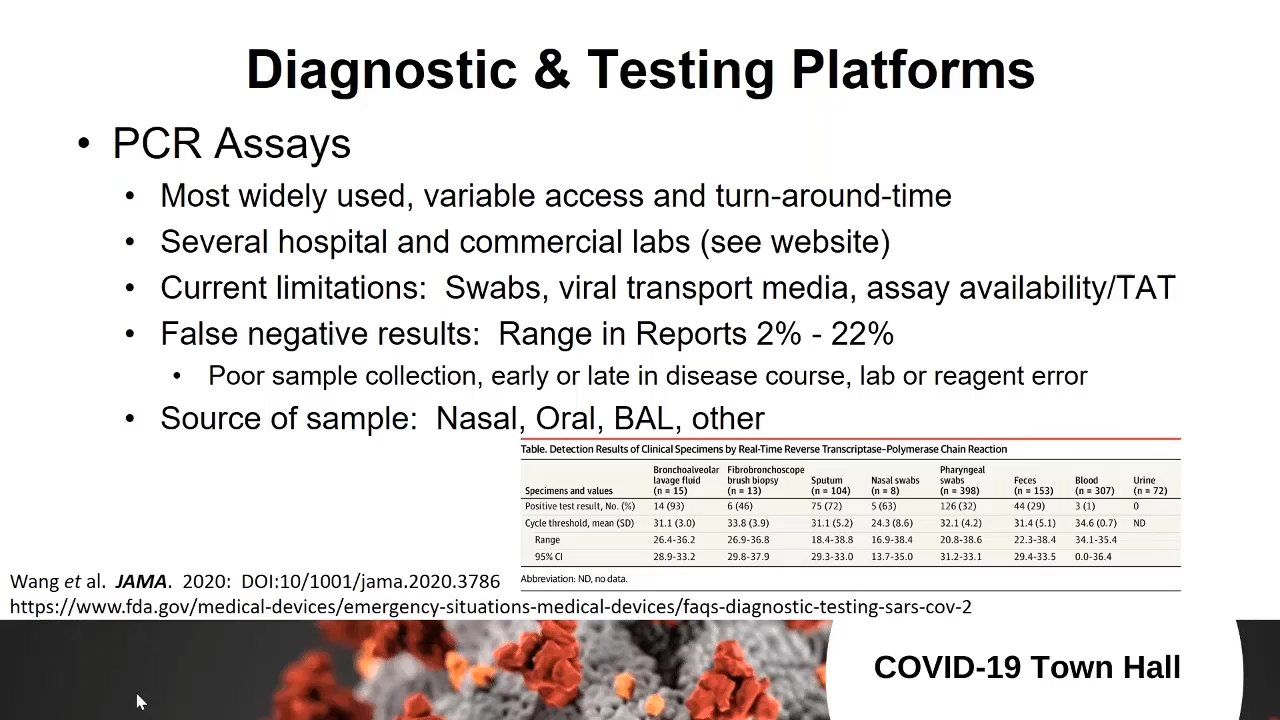 Diagnostic & Testing Platforms
• PCR Assays
• Most widely used, variable access and turn-around-time
• Several hospital and commercial labs (see website)
• Current limitations:  Swabs, viral transport media, assay availability/TAT
• False negative results:  Range in Reports 2% - 22%
• Poor sample collection, early or late in disease course, lab or reagent error
• Source of sample:  Nasal, Oral, BAL, other
Table. Detection Results of Clinical Specimens by Real-Time Reverse Transcriptase–Polymerase Chain Reaction
Specimens and values Bronchoalveolar lavage fluid (n = 15) Fibrobronchoscope brush biopsy (n = 13) Sputum (n = 104) Nasal swabs (n = 8) Pharyngeal swabs (n = 398) Feces (n = 153) Blood (n = 307) Urine (n = 72)
Positive test result, No. (%) 14 (93) 6 (46) 75 (72) 5 (63) 126 (32) 44 (29) 3 (1) 0
Cycle threshold, mean (SD) 31.1 (3.0) 33.8 (3.9) 31.1 (5.2) 24.3 (8.6) 32.1 (4.2) 31.4 (5.1) 34.6 (0.7) ND
Range 26.4-36.2 26.9-36.8 18.4-38.8 16.9-38.4 20.8-38.6 22.3-38.4 34.1-35.4
95% CI 28.9-33.2 29.8-37.9 29.3-33.0 13.7-35.0 31.2-33.1 29.4-33.5 0.0-36.4
Abbreviation: ND, no data.
Wang et al.  JAMA.  2020:  DOI:10/1001/jama.2020.3786
https://www.fda.gov/medical-devices/emergency-situations-medical-devices/faqs-diagnostic-testing-sars-cov-2
COVID-19 Town Hall